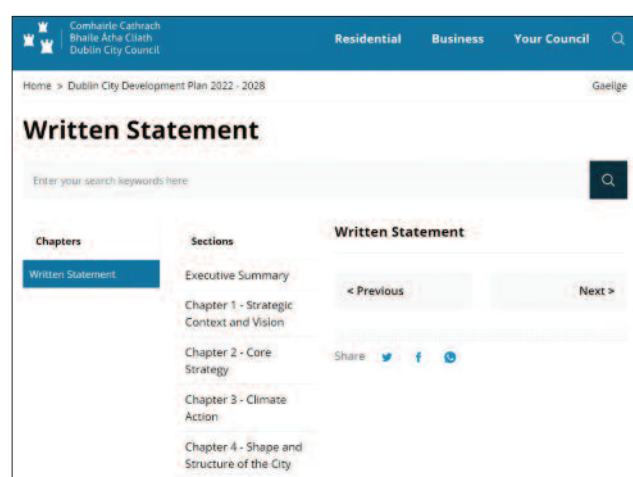 Comhairle Cathrach
Bhaile Átha Cliath
Dublin City Council
Residential Business Your Council
Home > Dublin City Development Plan 2022 - 2028
Gaeilge
Written Statement
Enter your search keywords here
Chapters
Written Statement
Sections
Executive Summary
Chapter 1 - Strategic
Context and Vision
Chapter 2 - Core
Strategy
Chapter 3 - Climate
Action
Chapter 4 - Shape and
Structure of the City
Written Statement
< Previous
Next >
Share